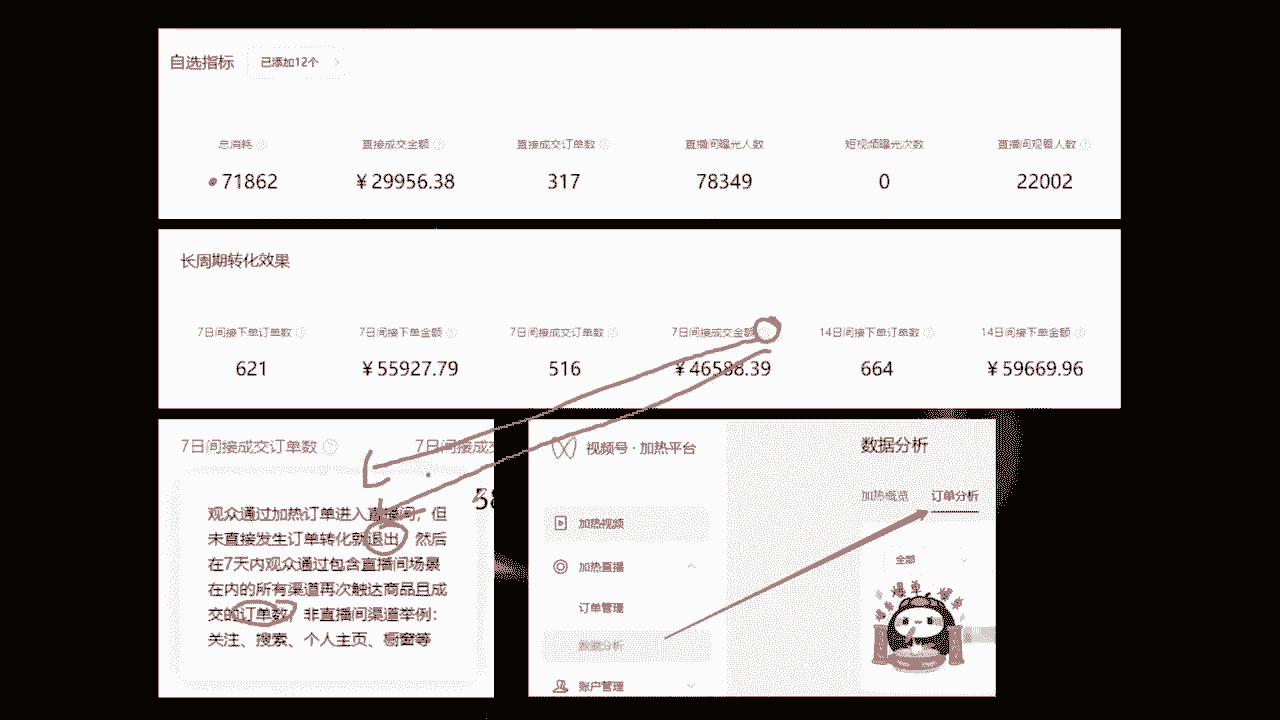 自选指标 已添加12个
总消耗 直接成交金额 直接成交订单数 直播间曝光人数 短视频曝光次数 直播间观看人数
71862 ¥29956.38 317 78349 0 22002
长周期转化效果
7日间接下单订单数 7日间接下单金额 7日间接成交订单数 7日间接成交金额 14日间接下单订单数 14日间接下单金额
621 ¥55927.79 516 ¥46588.39 664 ¥59669.96
7日间接成交订单数 7日间接成交
观众通过加热订单进入直播间，但
未直接发生订单转化就退出，然后
在7天内观众通过包含直播间场景
在内的所有渠道再次触达商品且成
交的订单数，非直播间渠道举例：
关注、搜索、个人主页、橱窗等
视频号·加热平台
加热视频
加热直播
订单管理
数据分析
账户管理
数据分析
加热概览 订单分析
全部
爆单 爆单